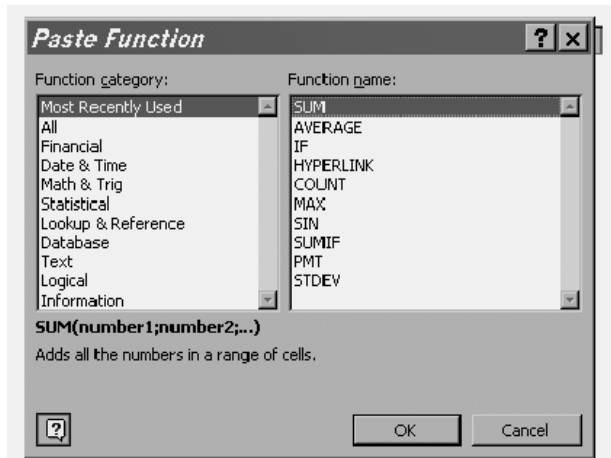 Paste Function
? ×
Function category:
Function name:
Most Recently Used
All
Financial
Date & Time
Math & Trig
Statistical
Lookup & Reference
Database
Text
Logical
Information
SUM
AVERAGE
IF
HYPERLINK
COUNT
MAX
SIN
SUMIF
PMT
STDEV
SUM(number1;number2;...)
Adds all the numbers in a range of cells.
?
OK
Cancel